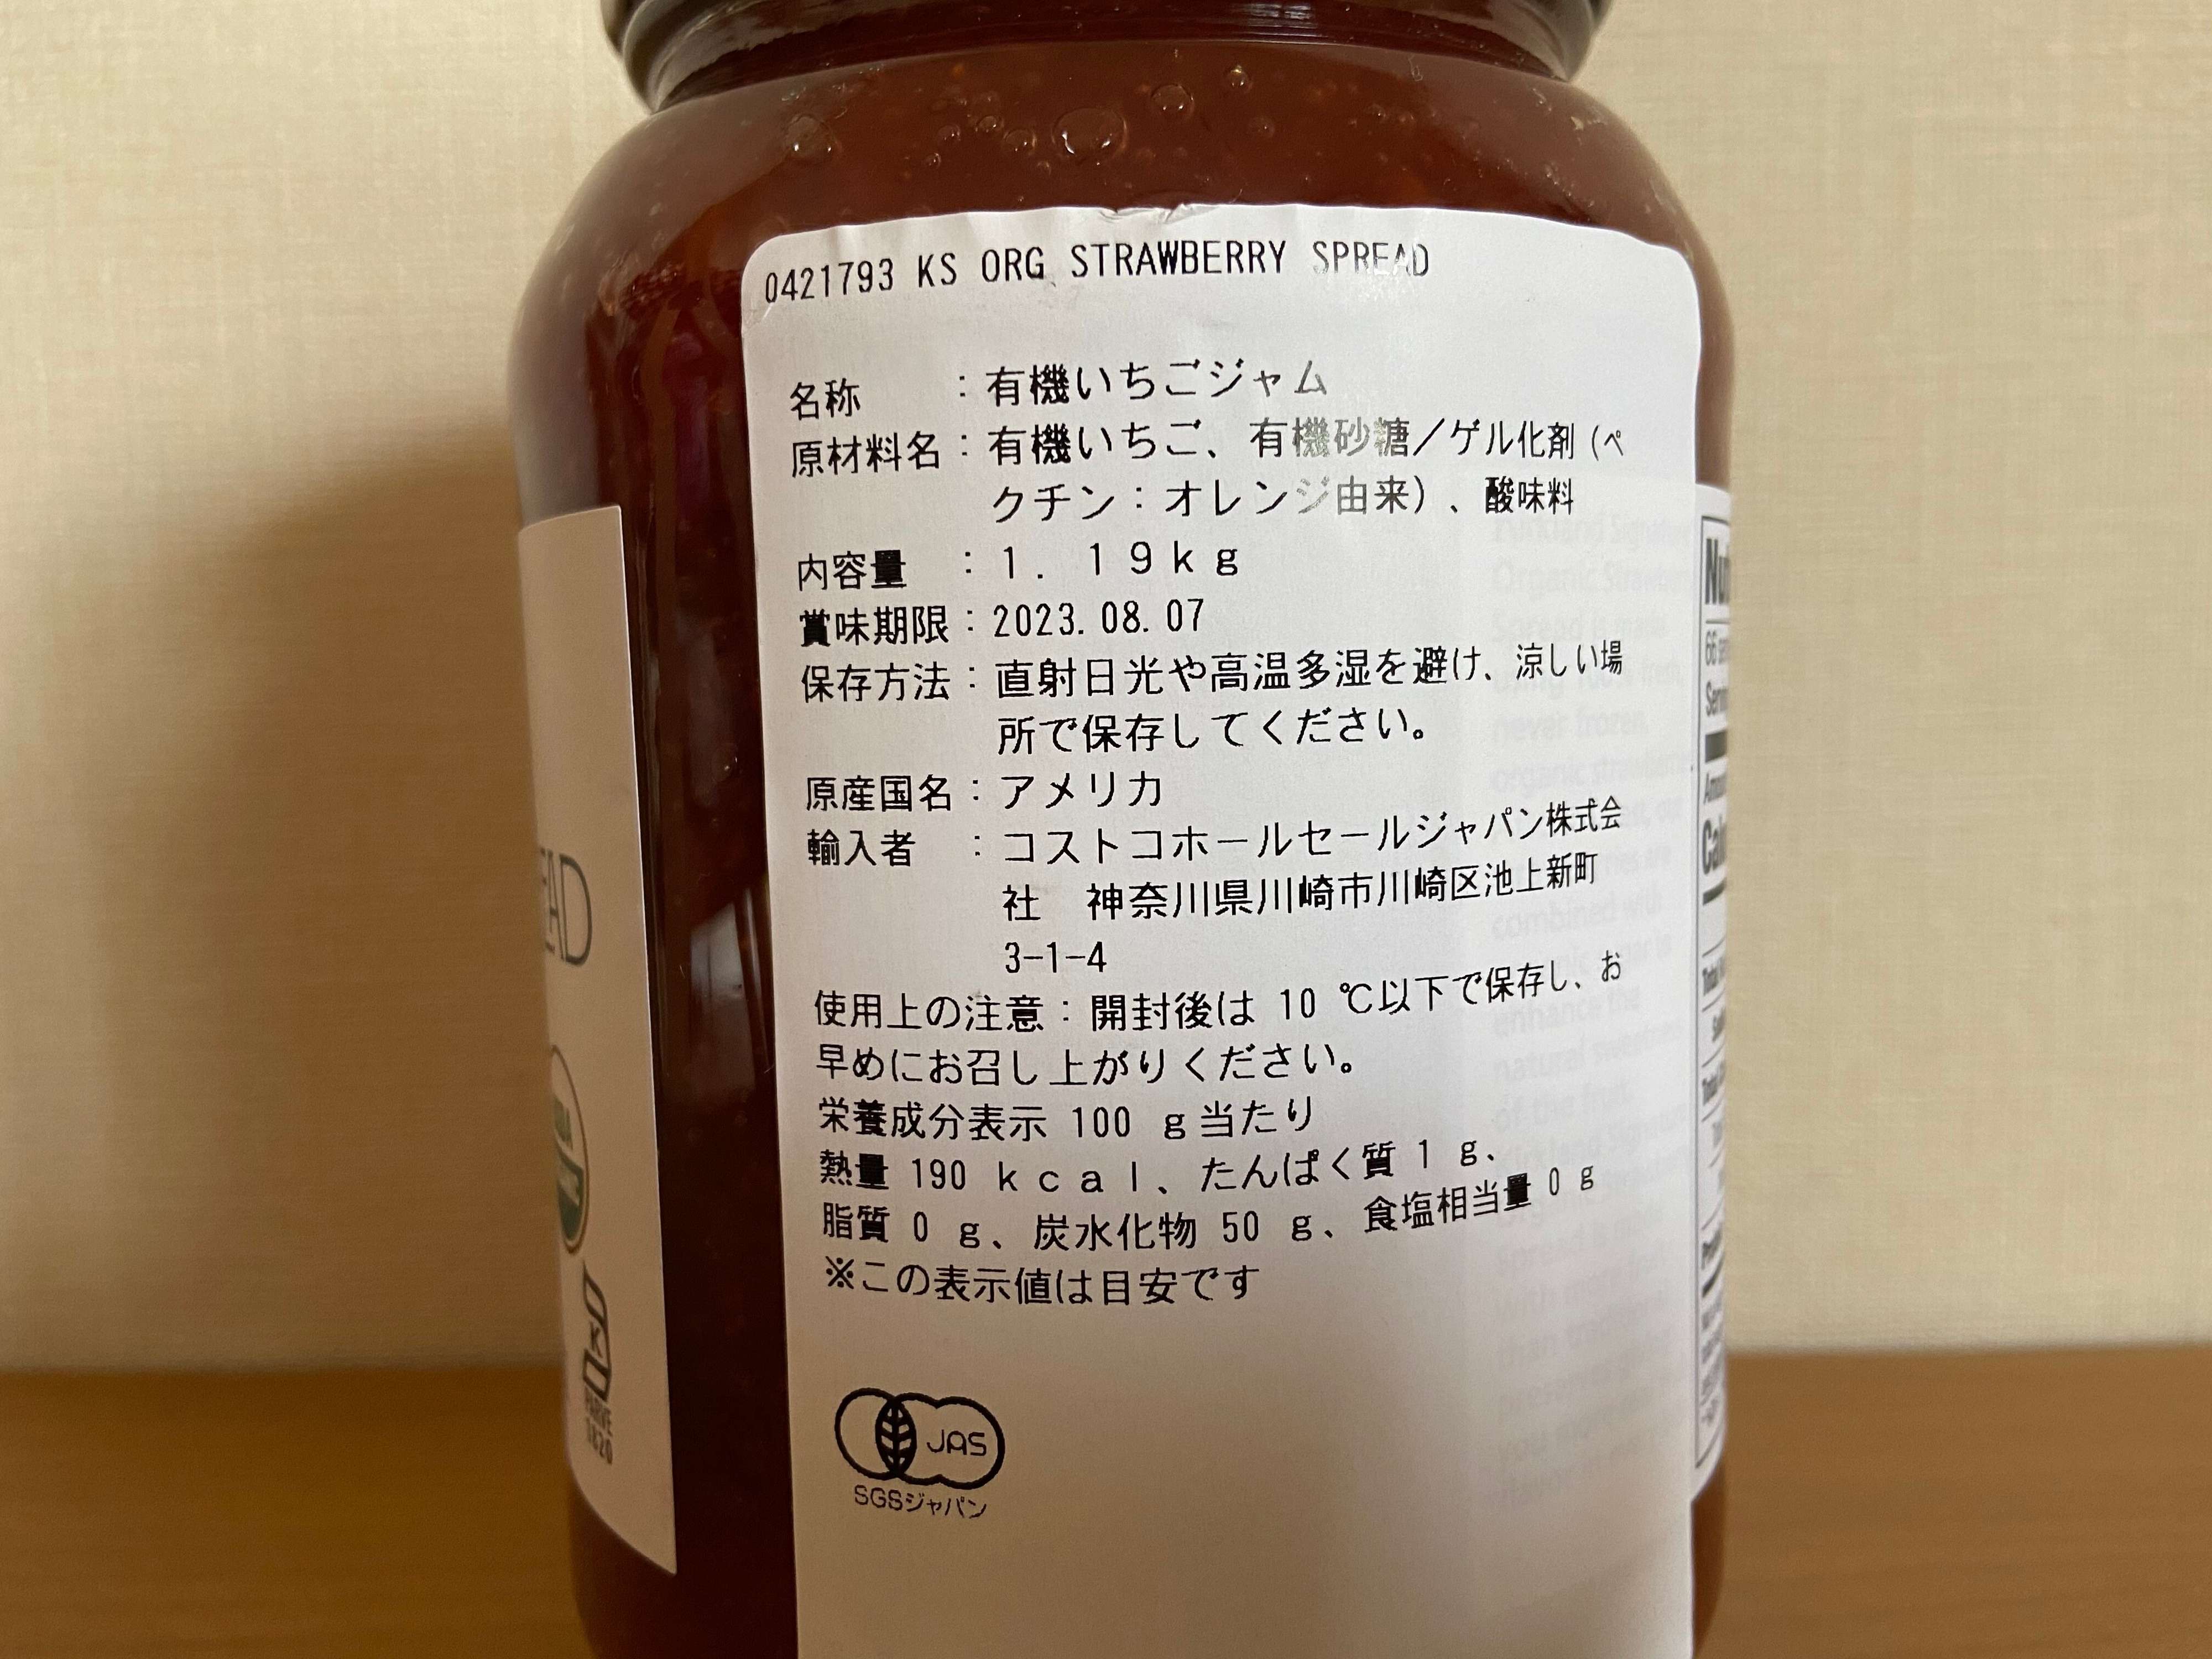 0421793 KS ORG STRAWBERRY SPREAD
名称　：有機いちごジャム
原材料名：有機いちご、有機砂糖／ゲル化剤（ペ
クチン：オレンジ由来）、酸味料
内容量　：１．１９ｋｇ
賞味期限：2023.08.07
保存方法：直射日光や高温多湿を避け、涼しい場
所で保存してください。
原産国名：アメリカ
輸入者　：コストコホールセールジャパン株式会
社　神奈川県川崎市川崎区池上新町
3-1-4
使用上の注意：開封後は 10 ℃以下で保存し、お
早めにお召し上がりください。
栄養成分表示 100 ｇ当たり
熱量 190 ｋｃａｌ、たんぱく質 1 ｇ、
脂質 0 ｇ、炭水化物 50 ｇ、食塩相当量 0 ｇ
※この表示値は目安です
JAS
SGSジャパン
EAD
K